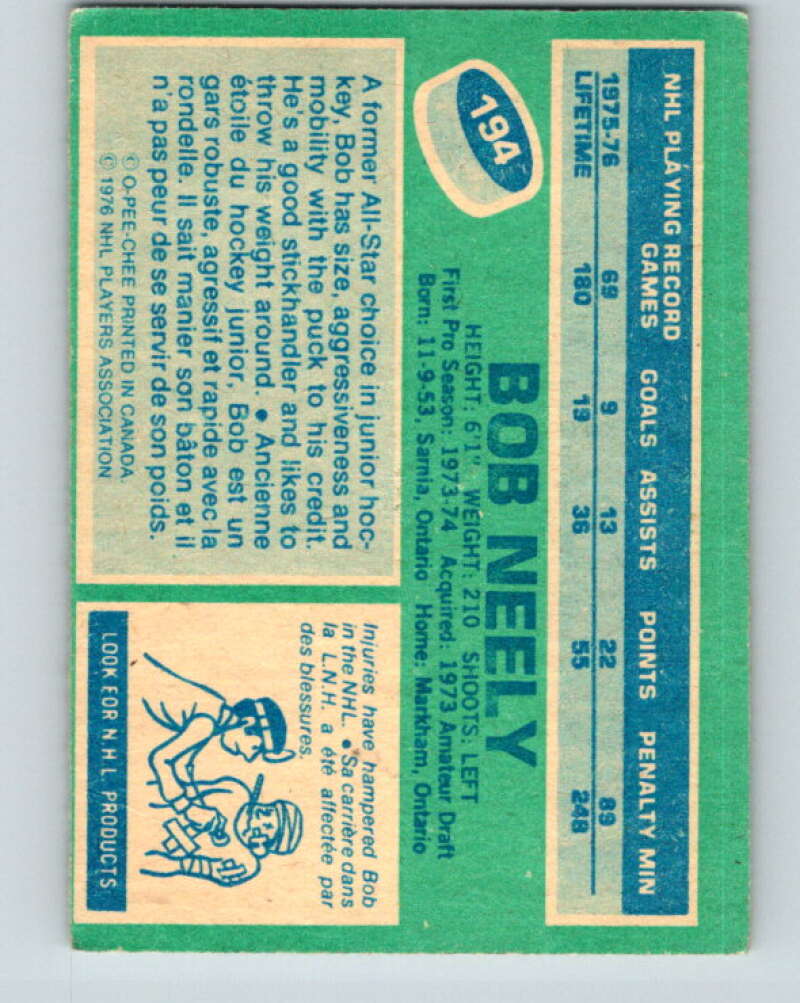 NHL PLAYING RECORD
GAMES GOALS ASSISTS POINTS PENALTY MIN
1975-76 69 9 13 22 89
LIFETIME 180 19 36 55 248
194
BOB NEELY
HEIGHT: 6'1" WEIGHT: 210 SHOOTS: LEFT
First Pro Season: 1973-74 Acquired: 1973 Amateur Draft
Born: 11-9-53, Sarnia, Ontario Home: Markham, Ontario
A former All-Star choice in junior hoc-
key, Bob has size, aggressiveness and
mobility with the puck to his credit.
He's a good stickhandler and likes to
throw his weight around. • Ancienne
étoile du hockey junior, Bob est un
gars robuste, agressif et rapide avec la
rondelle. Il sait manier son bâton et il
n'a pas peur de se servir de son poids.
© O-PEE-CHEE PRINTED IN CANADA.
© 1976 NHL PLAYERS ASSOCIATION
Injuries have hampered Bob
in the NHL. • Sa carrière dans
la L.N.H. a été affectée par
des blessures.
LOOK FOR N.H.L. PRODUCTS